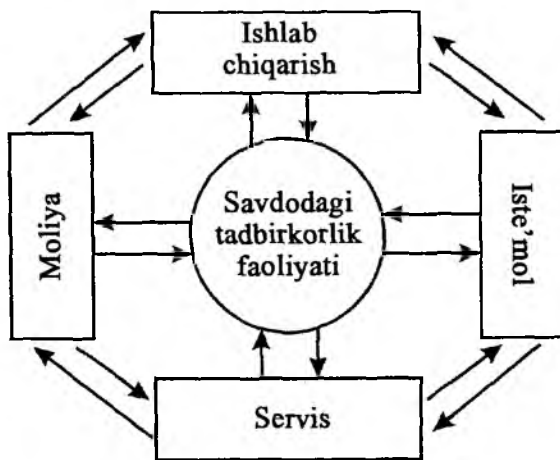 Ishlab
chiqarish
Moliya
Savdodagi
tadbirkorlik
faoliyati
Iste’mol
Servis